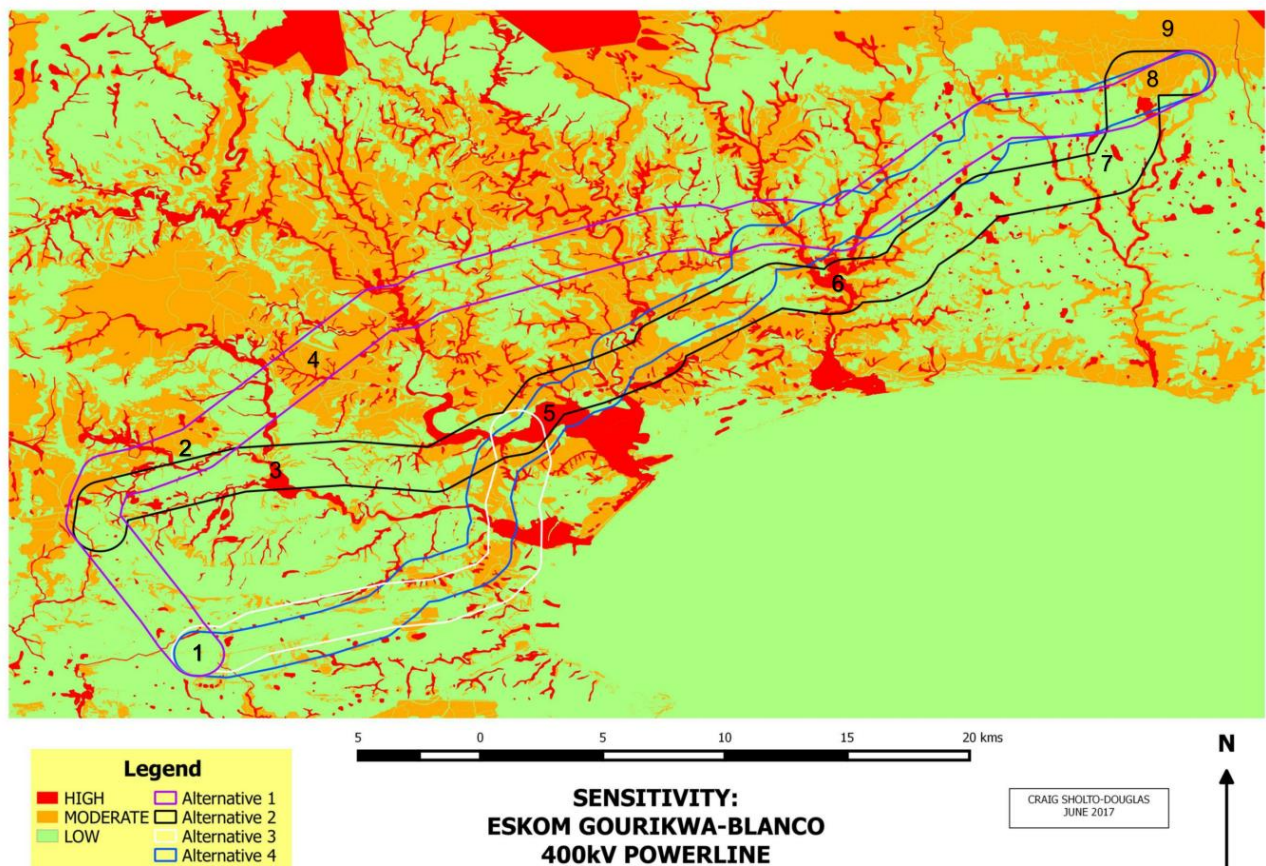 9
8
7
6
4
5
2
3
1
5 0 5 10 15 20 kms
Legend
HIGH
MODERATE
LOW
Alternative 1
Alternative 2
Alternative 3
Alternative 4
SENSITIVITY:
ESKOM GOURIKWA-BLANCO
400kV POWERLINE
CRAIG SHOLTO-DOUGLAS
JUNE 2017
N